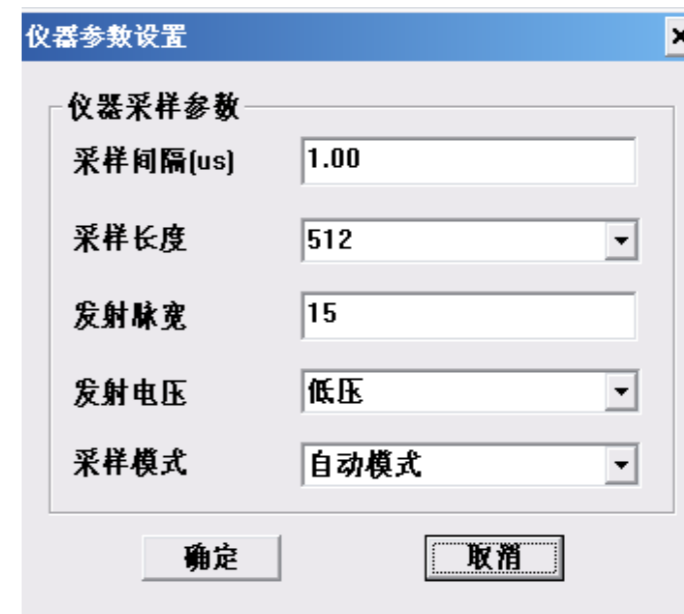 仪器参数设置
仪器采样参数
采样间隔(us) 1.00
采样长度 512
发射脉宽 15
发射电压 低压
采样模式 自动模式
确定 取消